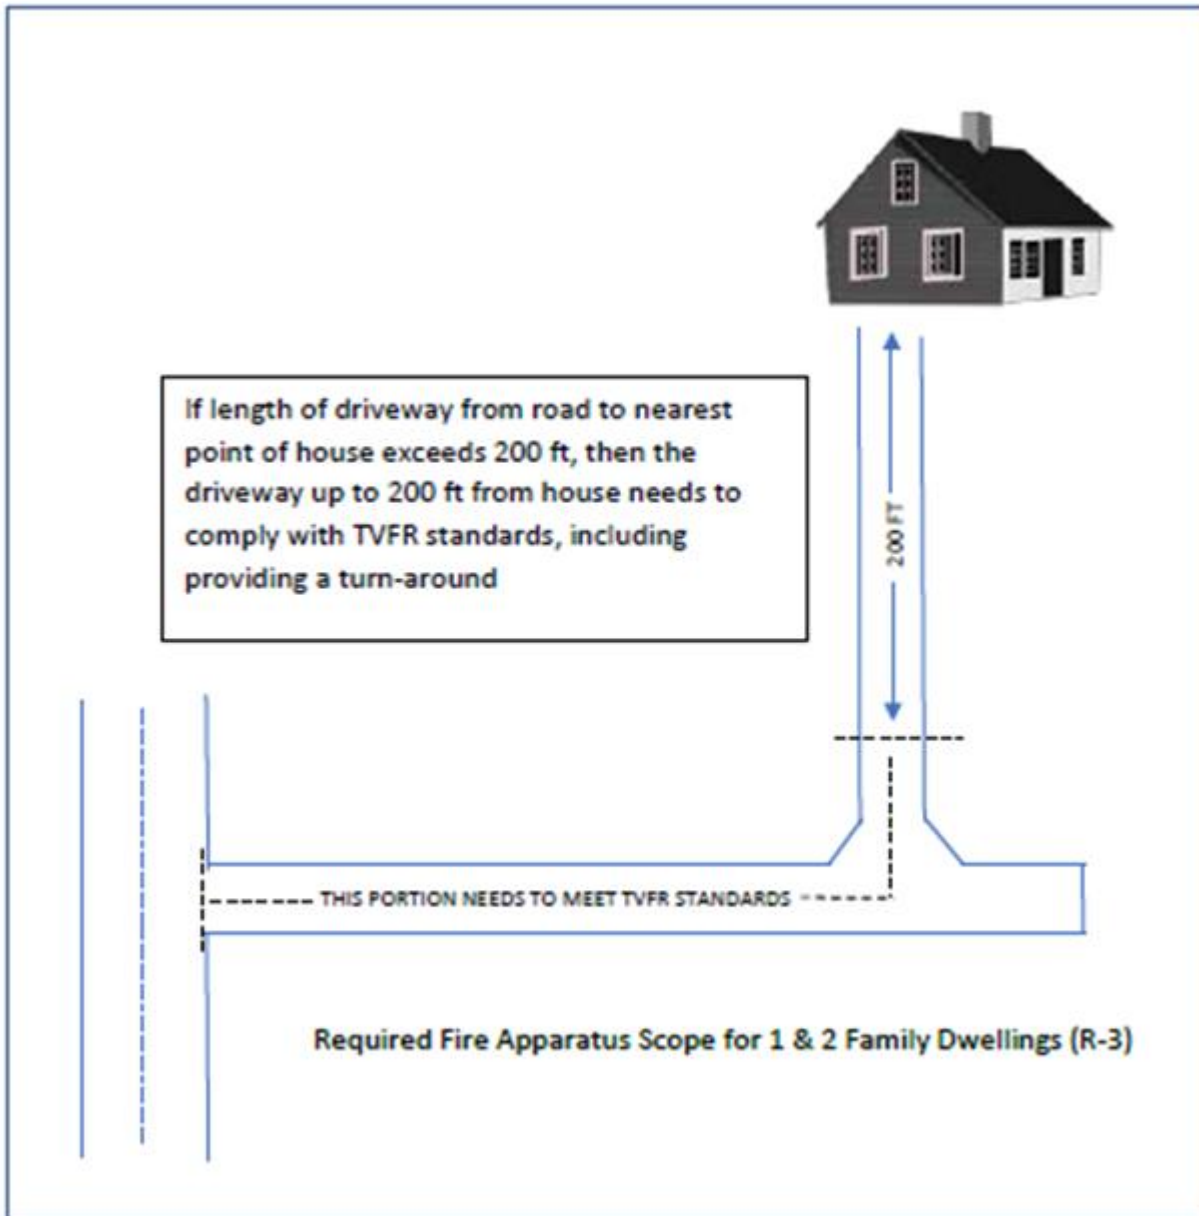 If length of driveway from road to nearest
point of house exceeds 200 ft, then the
driveway up to 200 ft from house needs to
comply with TVFR standards, including
providing a turn-around
200 FT
THIS PORTION NEEDS TO MEET TVFR STANDARDS
Required Fire Apparatus Scope for 1 & 2 Family Dwellings (R-3)